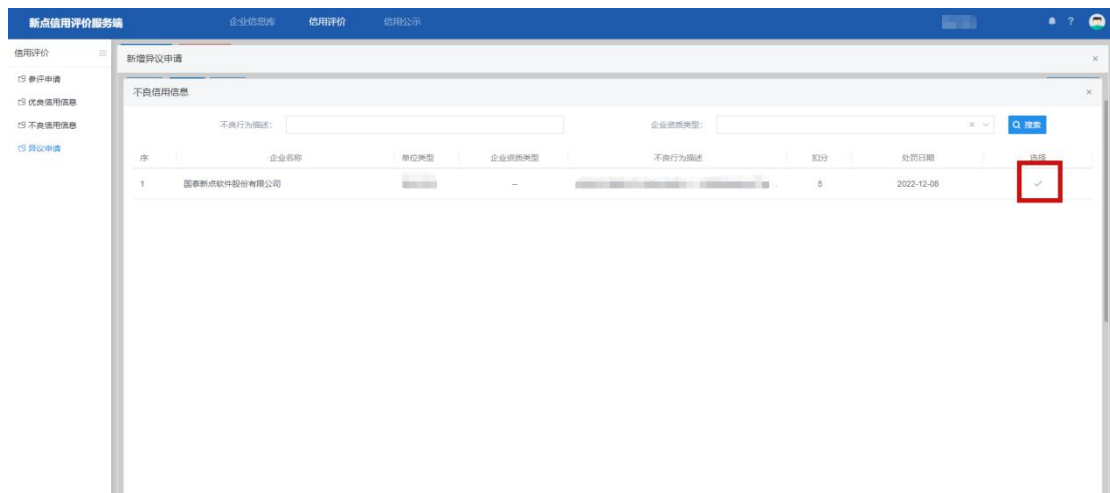 新点信用评价服务端 企业信息库 信用评价 信用公示
信用评价
参评申请
优良信用信息
不良信用信息
异议申请
新增异议申请
不良信用信息
不良行为描述: 企业资质类型: 搜索
序 企业名称 单位类型 企业资质类型 不良行为描述 扣分 处罚日期 选择
1 国泰新点软件股份有限公司 -- 5 2022-12-08